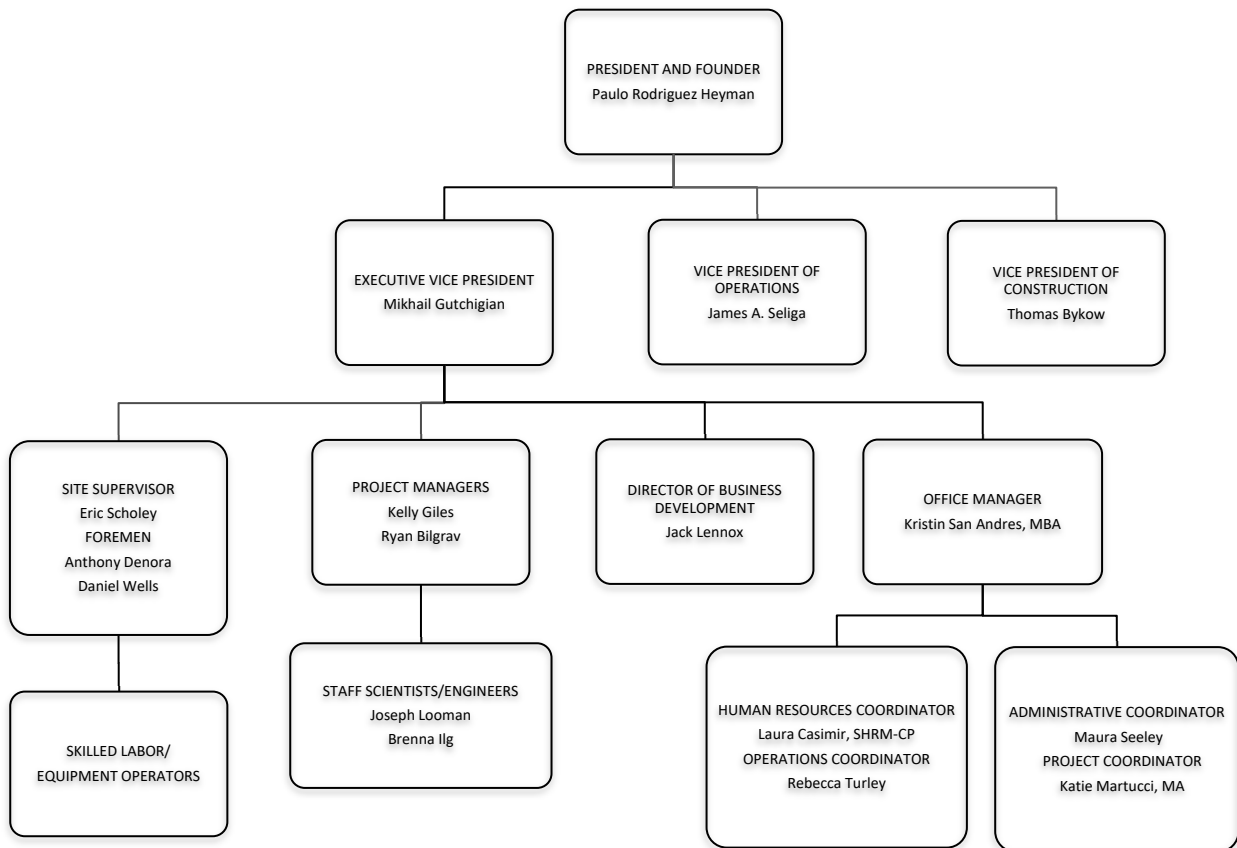 PRESIDENT AND FOUNDER
Paulo Rodriguez Heyman
EXECUTIVE VICE PRESIDENT
Mikhail Gutchigian
VICE PRESIDENT OF
OPERATIONS
James A. Seliga
VICE PRESIDENT OF
CONSTRUCTION
Thomas Bykow
SITE SUPERVISOR
Eric Scholey
FOREMEN
Anthony Denora
Daniel Wells
PROJECT MANAGERS
Kelly Giles
Ryan Bilgrav
DIRECTOR OF BUSINESS
DEVELOPMENT
Jack Lennox
OFFICE MANAGER
Kristin San Andres, MBA
SKILLED LABOR/
EQUIPMENT OPERATORS
STAFF SCIENTISTS/ENGINEERS
Joseph Looman
Brenna Ilg
HUMAN RESOURCES COORDINATOR
Laura Casimir, SHRM-CP
OPERATIONS COORDINATOR
Rebecca Turley
ADMINISTRATIVE COORDINATOR
Maura Seeley
PROJECT COORDINATOR
Katie Martucci, MA